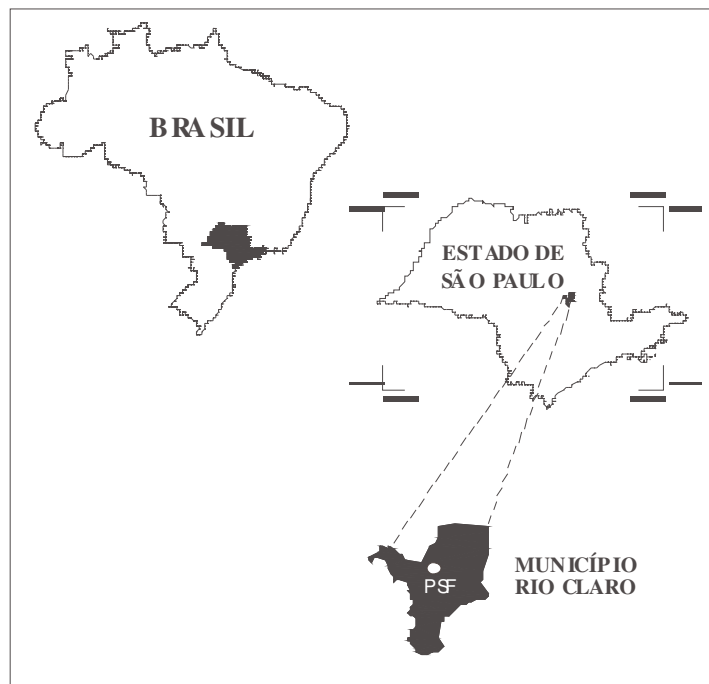 BRASIL
ESTADO DE
SÃO PAULO
PSF
MUNICÍPIO
RIO CLARO